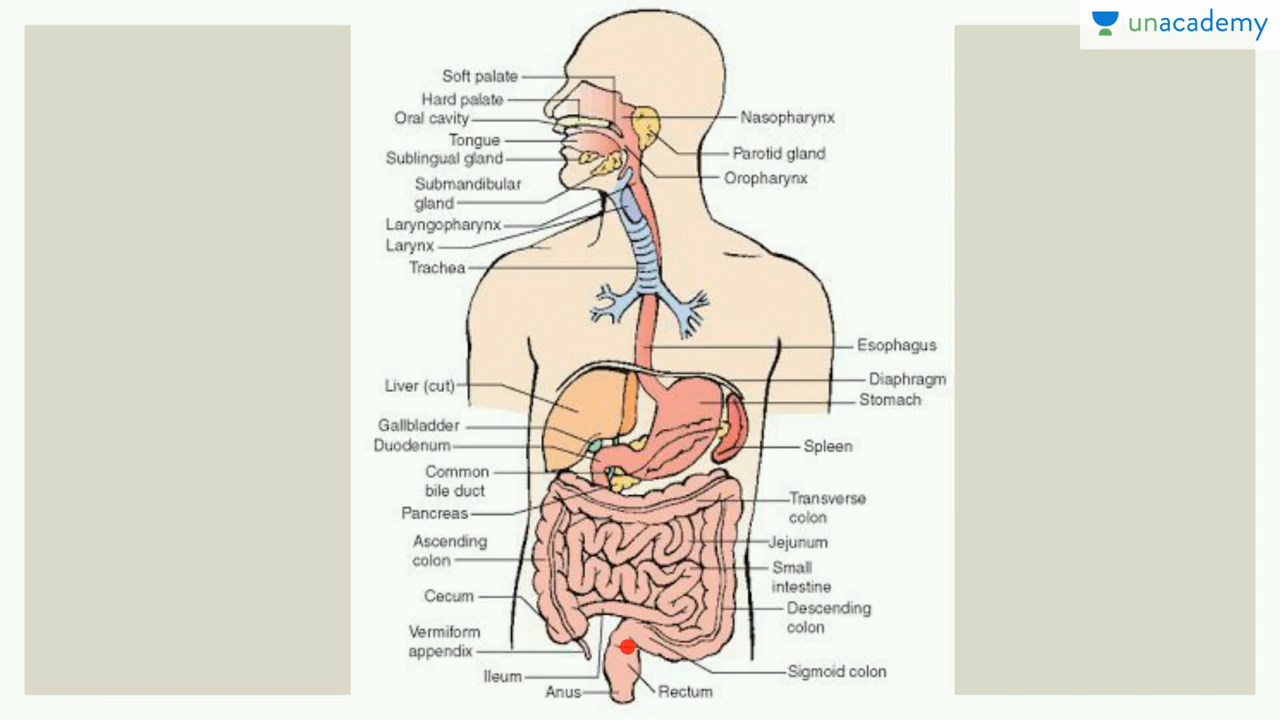 unacademy
Soft palate
Hard palate
Oral cavity
Tongue
Sublingual gland
Submandibular
gland
Laryngopharynx
Larynx
Trachea
Liver (cut)
Gallbladder
Duodenum
Common
bile duct
Pancreas
Ascending
colon
Cecum
Vermiform
appendix
Ileum
Anus
Nasopharynx
Parotid gland
Oropharynx
Esophagus
Diaphragm
Stomach
Spleen
Transverse
colon
Jejunum
Small
intestine
Descending
colon
Sigmoid colon
Rectum